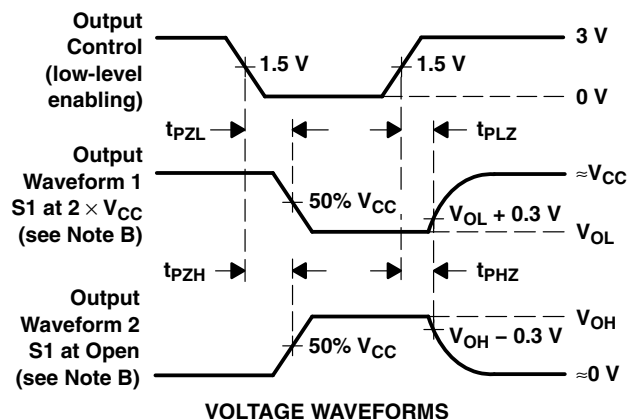 Output
Control
(low-level
enabling)
1.5 V
1.5 V
3 V
0 V
tPZL
tPLZ
Output
Waveform 1
S1 at 2 × VCC
(see Note B)
50% VCC
VOL + 0.3 V
≈VCC
VOL
tPZH
tPHZ
Output
Waveform 2
S1 at Open
(see Note B)
50% VCC
VOH − 0.3 V
VOH
≈0 V
VOLTAGE WAVEFORMS